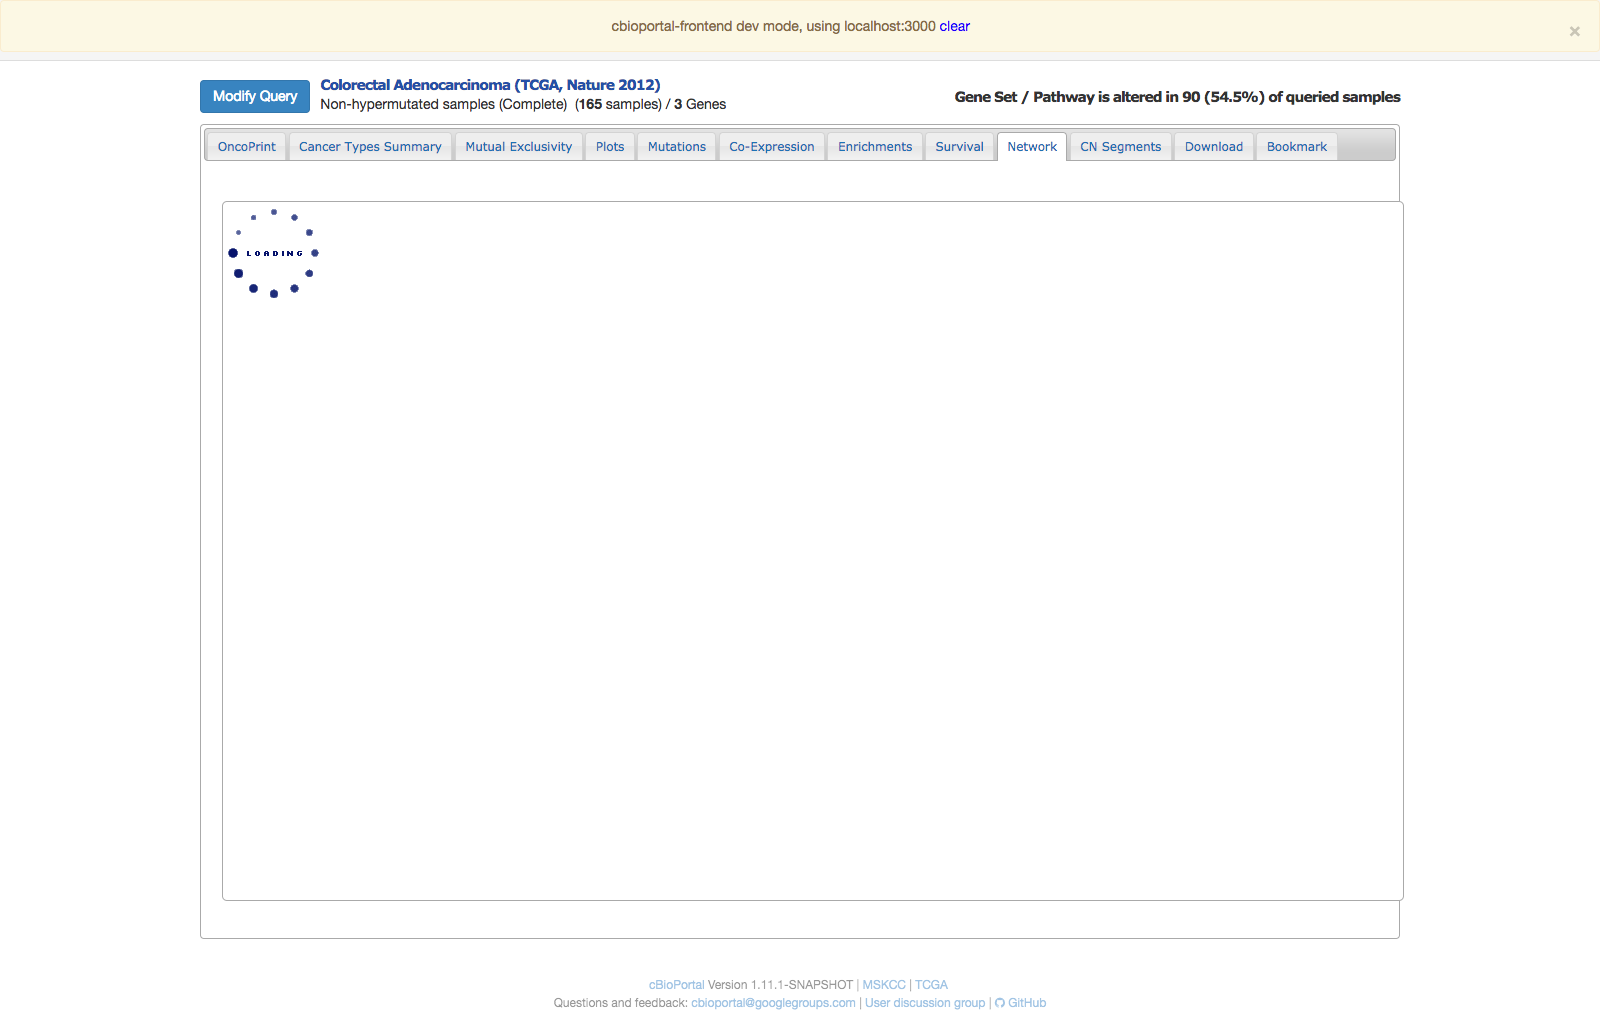 cbioportal-frontend dev mode, using localhost:3000 clear
×
Modify Query
Colorectal Adenocarcinoma (TCGA, Nature 2012)
Non-hypermutated samples (Complete) (165 samples) / 3 Genes
Gene Set / Pathway is altered in 90 (54.5%) of queried samples
OncoPrint Cancer Types Summary Mutual Exclusivity Plots Mutations Co-Expression Enrichments Survival Network CN Segments Download Bookmark
LOADING
cBioPortal Version 1.11.1-SNAPSHOT | MSKCC | TCGA
Questions and feedback: cbioportal@googlegroups.com | User discussion group | GitHub